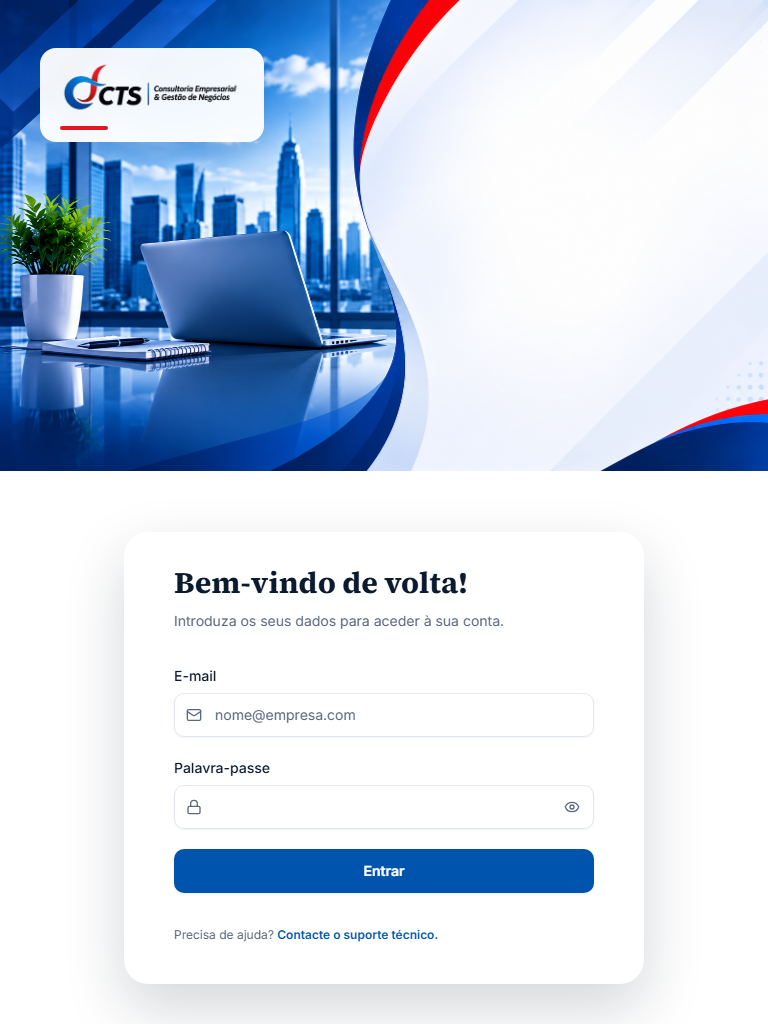 CTS
Consultoria Empresarial
& Gestão de Negócios
Bem-vindo de volta!
Introduza os seus dados para aceder à sua conta.
E-mail
nome@empresa.com
Palavra-passe
Entrar
Precisa de ajuda? Contacte o suporte técnico.